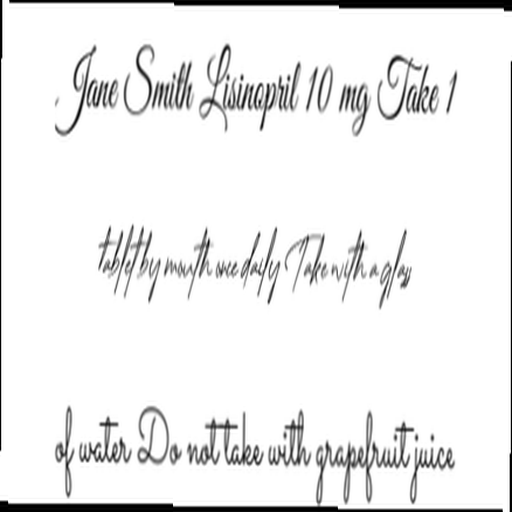 Jane Smith Lisinopril 10 mg Take 1
tablet by mouth once daily Take with a glass
of water Do not take with grapefruit juice